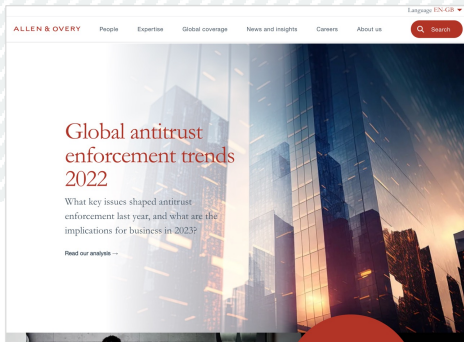 Language EN-GB
ALLEN & OVERY People Expertise Global coverage News and insights Careers About us Search
Global antitrust
enforcement trends
2022
What key issues shaped antitrust
enforcement last year, and what are the
implications for business in 2023?
Read our analysis →